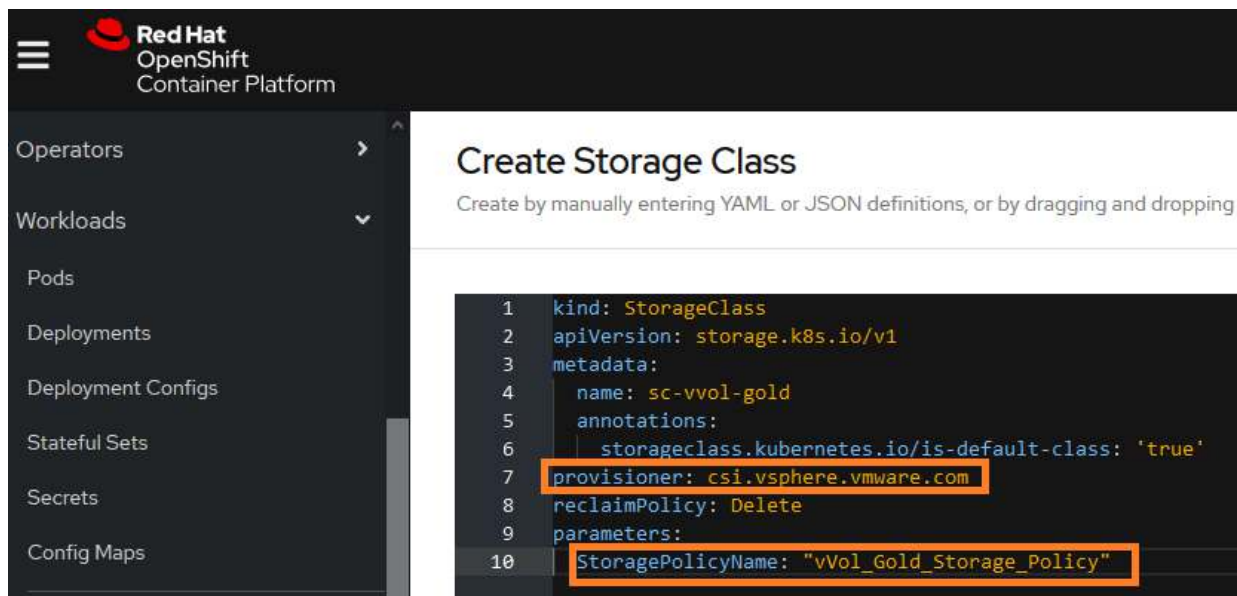 Red Hat
OpenShift
Container Platform
Operators
Workloads
Pods
Deployments
Deployment Configs
Stateful Sets
Secrets
Config Maps
Create Storage Class
Create by manually entering YAML or JSON definitions, or by dragging and dropping
1 kind: StorageClass
2 apiVersion: storage.k8s.io/v1
3 metadata:
4 name: sc-vvol-gold
5 annotations:
6 storageclass.kubernetes.io/is-default-class: 'true'
7 provisioner: csi.vsphere.vmware.com
8 reclaimPolicy: Delete
9 parameters:
10 StoragePolicyName: "vVol_Gold_Storage_Policy"